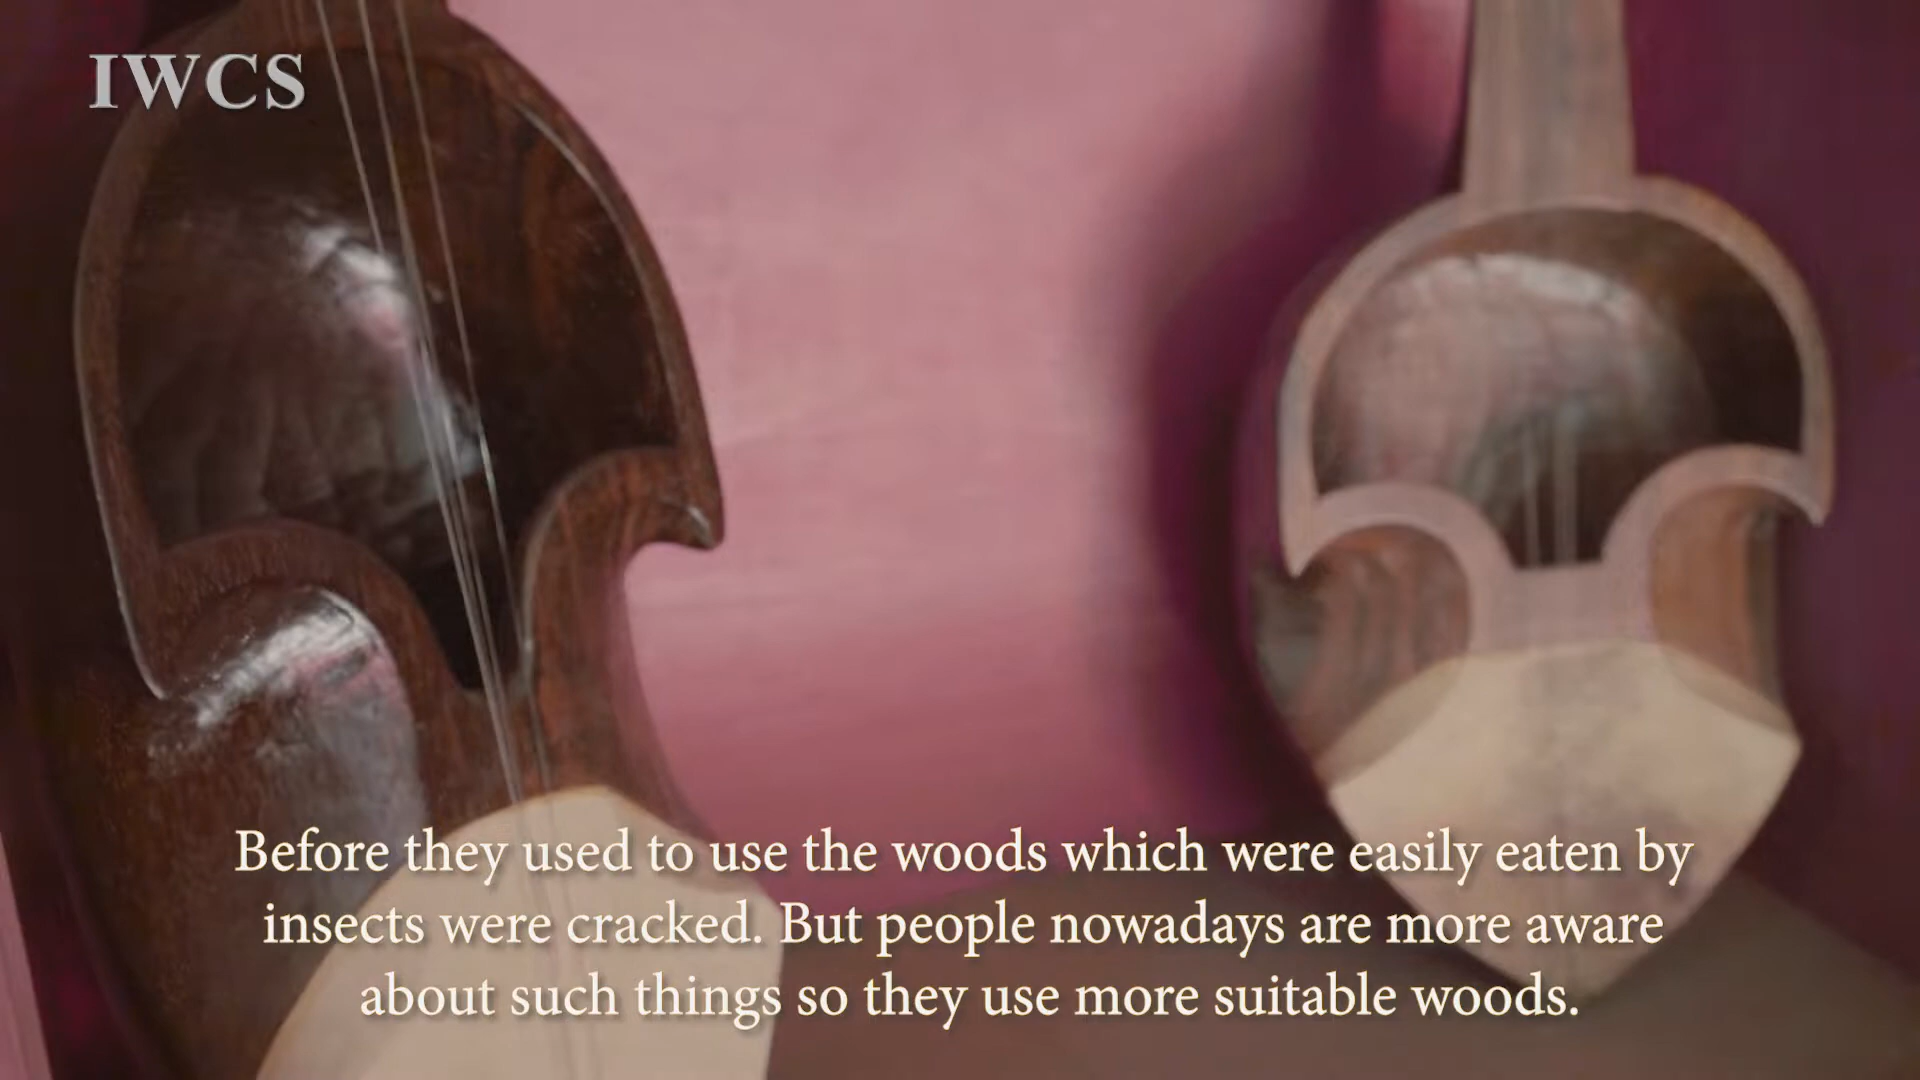 IWCS
Before they used to use the woods which were easily eaten by
insects were cracked. But people nowadays are more aware
about such things so they use more suitable woods.